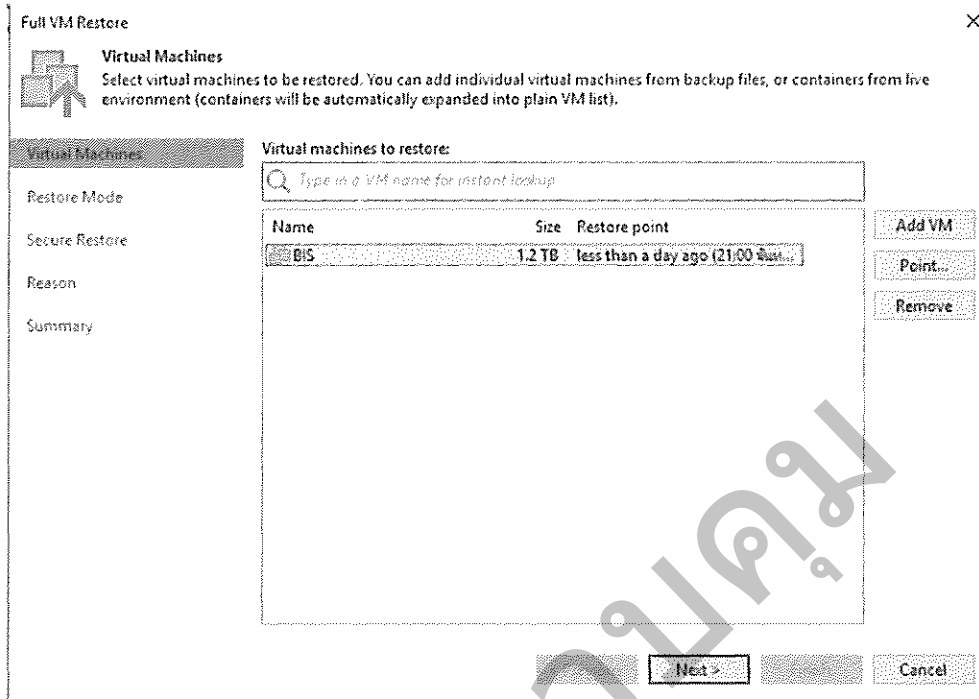 Full VM Restore
Virtual Machines
Select virtual machines to be restored. You can add individual virtual machines from backup files, or containers from live
environment (containers will be automatically expanded into plain VM list).
Virtual Machines
Restore Mode
Secure Restore
Reason
Summary
Virtual machines to restore:
Type in a VM name for instant lookup
Name Size Restore point
BIS 1.2 TB less than a day ago (21:00
Add VM
Point...
Remove
Next >
Cancel